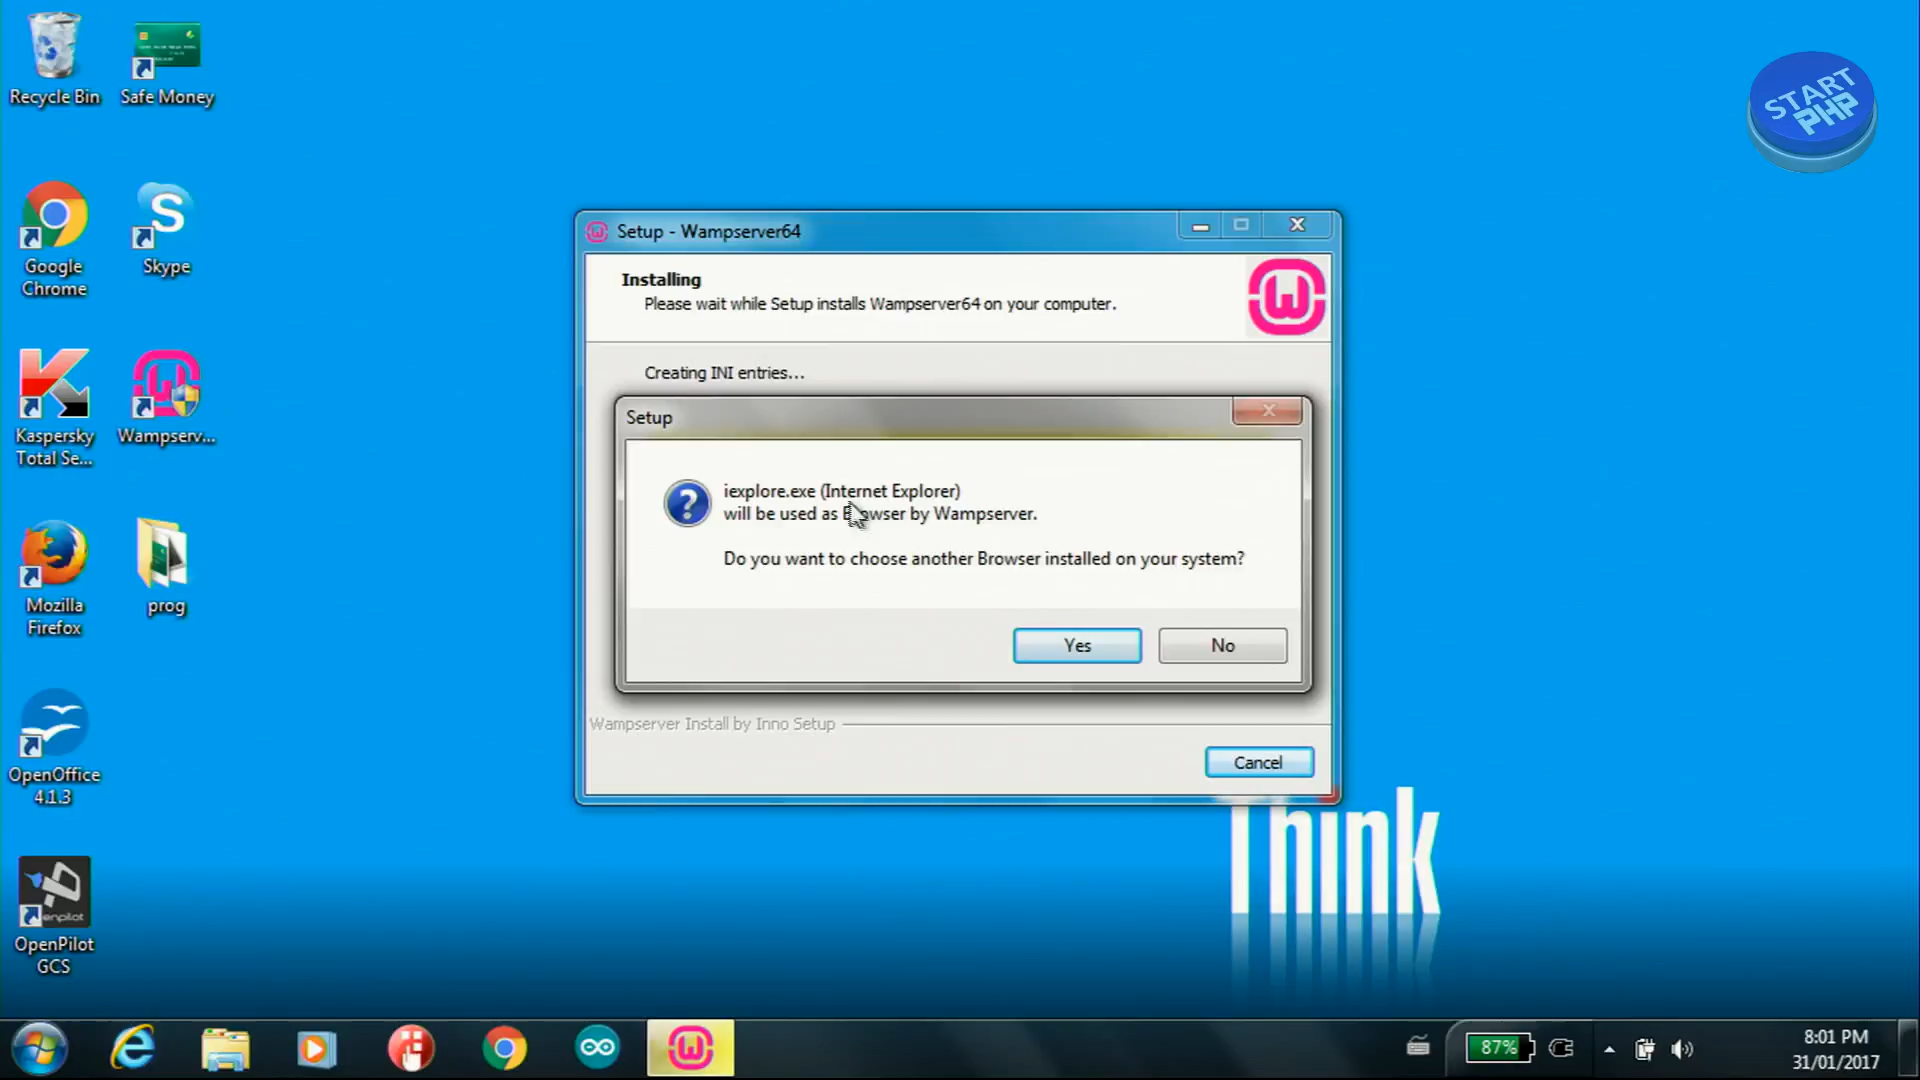 Recycle Bin
Safe Money
START
PHP
Google
Chrome
Skype
Kaspersky
Total Se...
Wampserv...
Mozilla
Firefox
prog
OpenOffice
4.1.3
enpilot
OpenPilot
GCS
Setup - Wampserver64
Installing
Please wait while Setup installs Wampserver64 on your computer.
Creating INI entries...
Setup
iexplore.exe (Internet Explorer)
will be used as Browser by Wampserver.
Do you want to choose another Browser installed on your system?
Yes
No
Wampserver Install by Inno Setup
Cancel
Think
87%
8:01 PM
31/01/2017